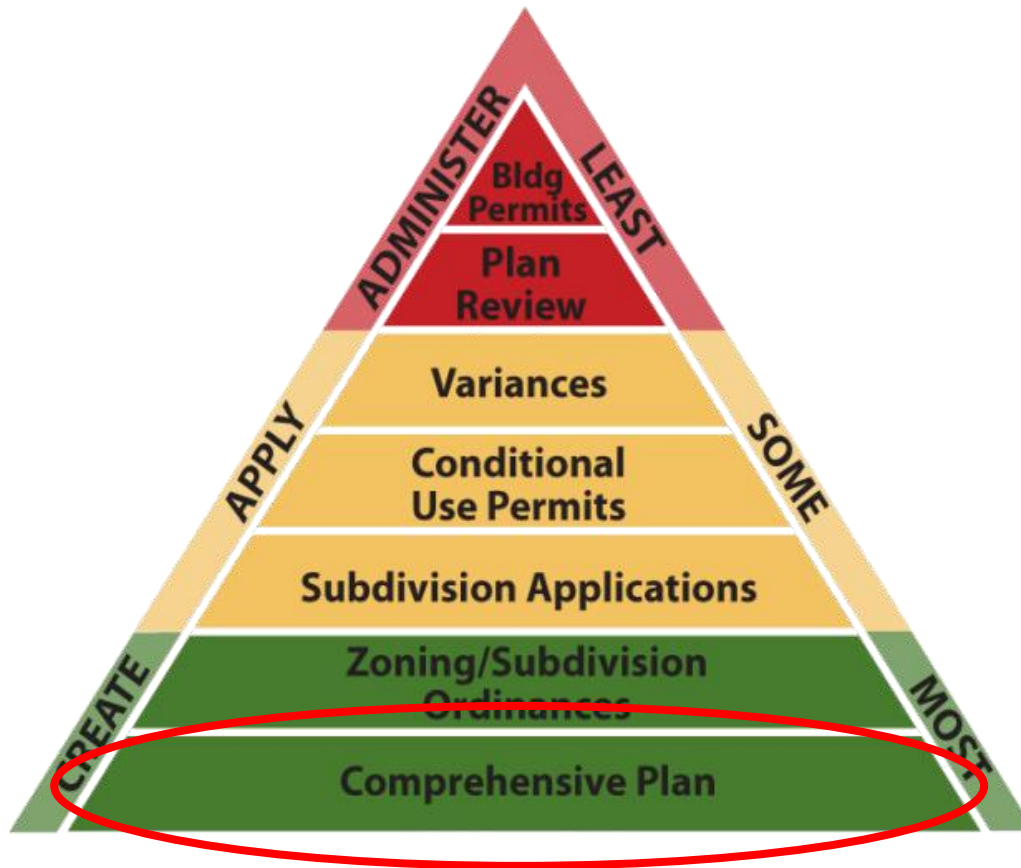 ADMINISTER
LEAST
Bldg
Permits
Plan
Review
APPLY
SOME
Variances
Conditional
Use Permits
Subdivision Applications
CREATE
MOST
Zoning/Subdivision
Ordinances
Comprehensive Plan